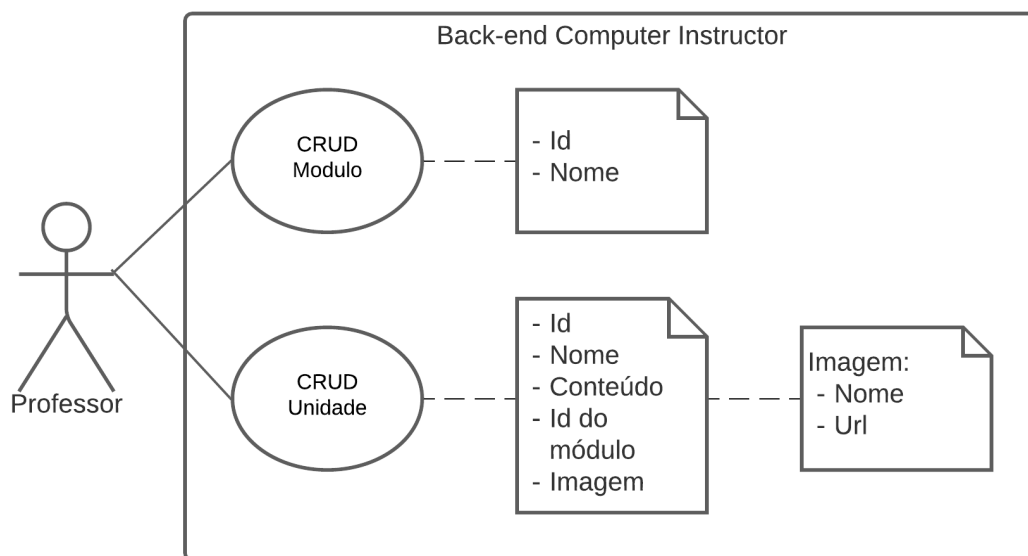 Back-end Computer Instructor
CRUD
Modulo
- Id
- Nome
Professor
CRUD
Unidade
- Id
- Nome
- Conteúdo
- Id do
módulo
- Imagem
Imagem:
- Nome
- Url